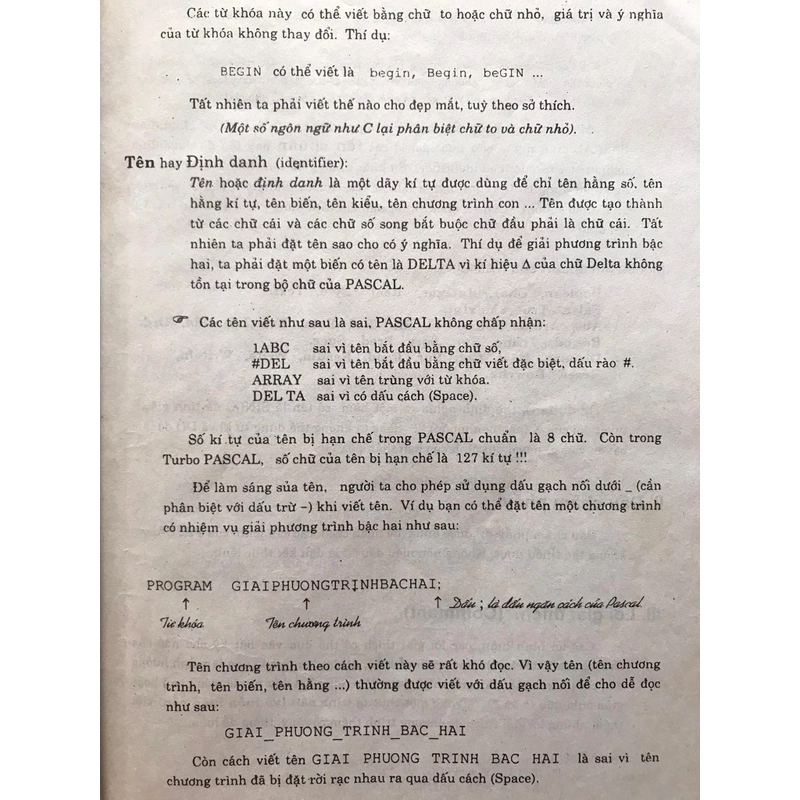 Các từ khóa này có thể viết bằng chữ to hoặc chữ nhỏ, giá trị và ý nghĩa
của từ khóa không thay đổi. Thí dụ:
BEGIN có thể viết là begin, Begin, beGIN ...
Tất nhiên ta phải viết thế nào cho đẹp mắt, tuỳ theo sở thích.
(Một số ngôn ngữ như C lại phân biệt chữ to và chữ nhỏ).
Tên hay Định danh (identifier):
Tên hoặc định danh là một dãy kí tự được dùng để chỉ tên hằng số, tên
hằng kí tự, tên biến, tên kiểu, tên chương trình con ... Tên được tạo thành
từ các chữ cái và các chữ số song bắt buộc chữ đầu phải là chữ cái. Tất
nhiên ta phải đặt tên sao cho có ý nghĩa. Thí dụ để giải phương trình bậc
hai, ta phải đặt một biến có tên là DELTA vì kí hiệu Δ của chữ Delta không
tồn tại trong bộ chữ của PASCAL.
☞ Các tên viết như sau là sai, PASCAL không chấp nhận:
1ABC sai vì tên bắt đầu bằng chữ số,
#DEL sai vì tên bắt đầu bằng chữ viết đặc biệt, dấu rào #.
ARRAY sai vì tên trùng với từ khóa.
DEL TA sai vì có dấu cách (Space).
Số kí tự của tên bị hạn chế trong PASCAL chuẩn là 8 chữ. Còn trong
Turbo PASCAL, số chữ của tên bị hạn chế là 127 kí tự !!!
Để làm sáng sủa tên, người ta cho phép sử dụng dấu gạch nối dưới _ (cần
phân biệt với dấu trừ –) khi viết tên. Ví dụ bạn có thể đặt tên một chương trình
có nhiệm vụ giải phương trình bậc hai như sau:
PROGRAM GIAIPHUONGTRINHBACHAI;
↑ ↑ ↑ Dấu ; là dấu ngăn cách của Pascal.
Từ khóa Tên chương trình
Tên chương trình theo cách viết này sẽ rất khó đọc. Vì vậy tên (tên chương
trình, tên biến, tên hằng ...) thường được viết với dấu gạch nối để cho dễ đọc
như sau:
GIAI_PHUONG_TRINH_BAC_HAI
Còn cách viết tên GIAI PHUONG TRINH BAC HAI là sai vì tên
chương trình đã bị đặt rời rạc nhau ra qua dấu cách (Space).